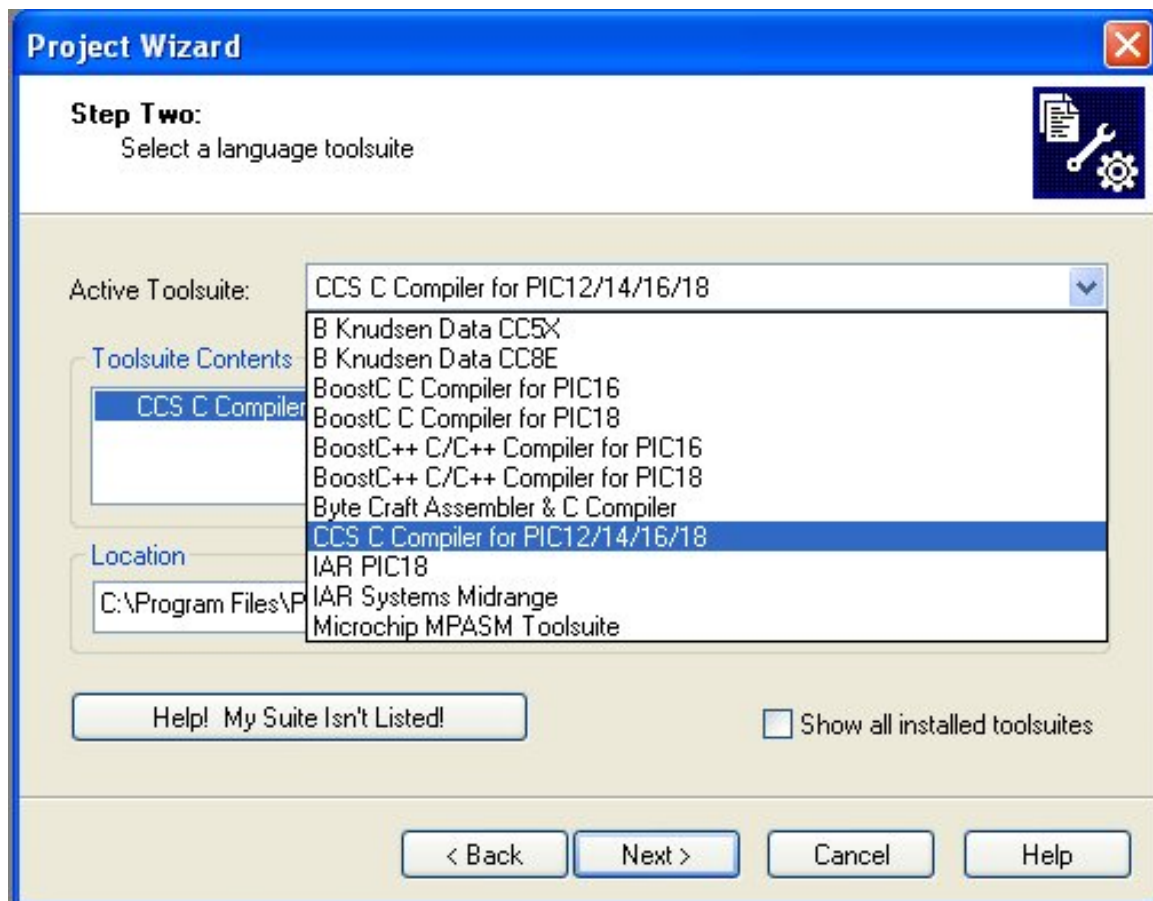 Project Wizard
Step Two:
Select a language toolsuite
Active Toolsuite:
CCS C Compiler for PIC12/14/16/18
B Knudsen Data CC5X
B Knudsen Data CC8E
BoostC C Compiler for PIC16
BoostC C Compiler for PIC18
BoostC++ C/C++ Compiler for PIC16
BoostC++ C/C++ Compiler for PIC18
Byte Craft Assembler & C Compiler
CCS C Compiler for PIC12/14/16/18
IAR PIC18
IAR Systems Midrange
Microchip MPASM Toolsuite
Toolsuite Contents
CCS C Compiler
Location
C:\Program Files\P
Help! My Suite Isn't Listed!
Show all installed toolsuites
< Back
Next >
Cancel
Help